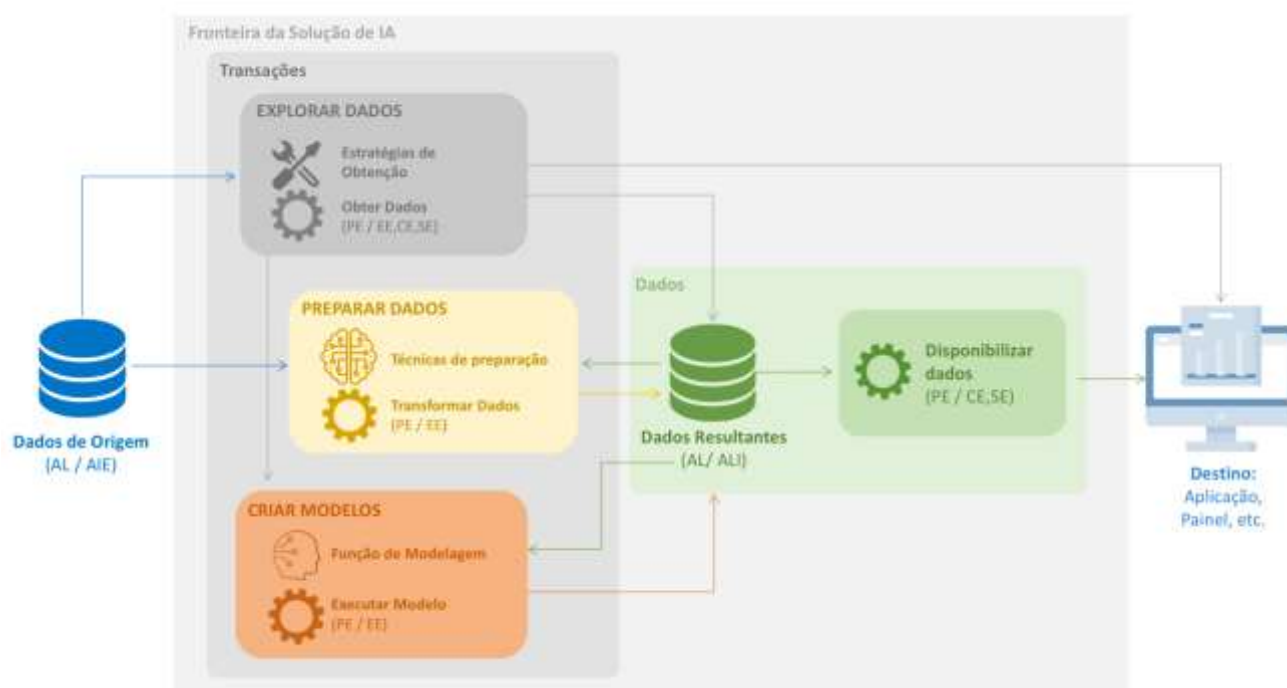 Fronteira da Solução de IA
Transações
EXPLORAR DADOS
Estratégias de
Obtenção
Obter Dados
(PE / EE,CE,SE)
PREPARAR DADOS
Técnicas de preparação
Transformar Dados
(PE / EE)
CRIAR MODELOS
Função de Modelagem
Executar Modelo
(PE / EE)
Dados de Origem
(AL / AIE)
Dados
Dados Resultantes
(AL/ ALI)
Disponibilizar
dados
(PE / CE,SE)
Destino:
Aplicação,
Painel, etc.